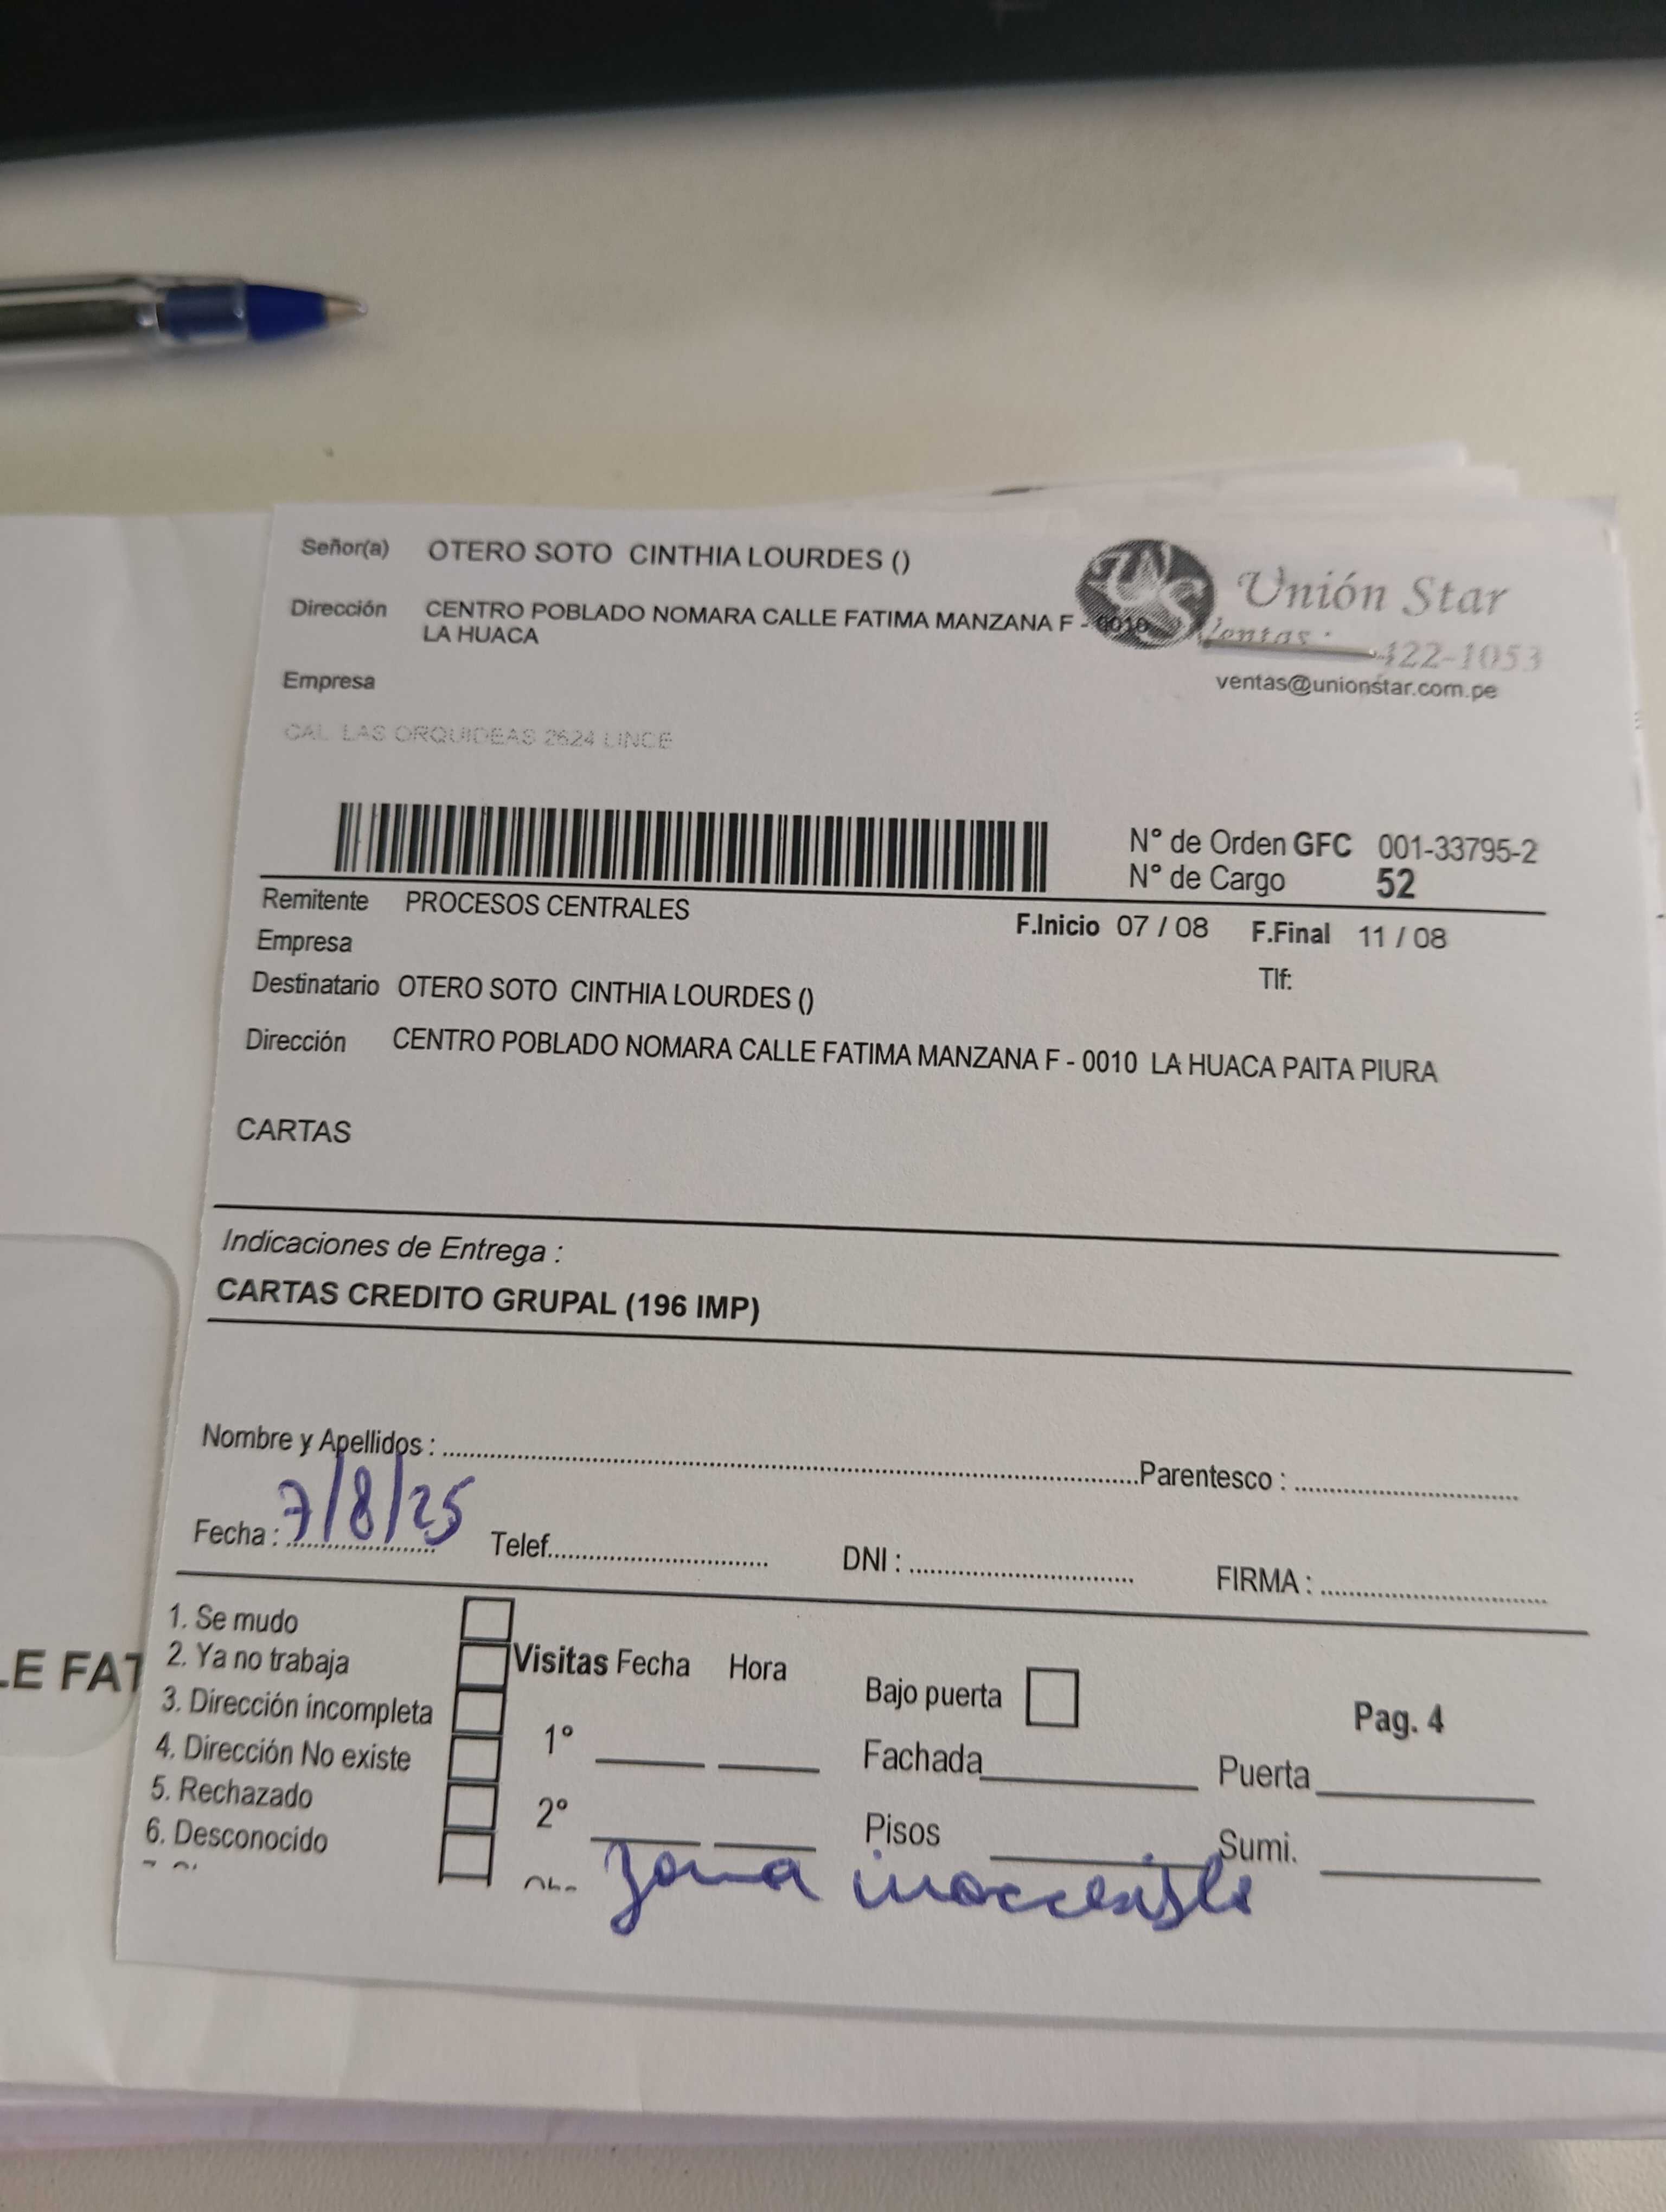 Señor(a) OTERO SOTO CINTHIA LOURDES ()
Dirección CENTRO POBLADO NOMARA CALLE FATIMA MANZANA F - 0010
LA HUACA
Unión Star
Ventas:
422-1053
ventas@unionstar.com.pe
Empresa
CAL. LAS ORQUIDEAS 2624 LINCE
N° de Orden GFC 001-33795-2
N° de Cargo 52
Remitente PROCESOS CENTRALES
F.Inicio 07 / 08 F.Final 11 / 08
Empresa
Tlf:
Destinatario OTERO SOTO CINTHIA LOURDES ()
Dirección CENTRO POBLADO NOMARA CALLE FATIMA MANZANA F - 0010 LA HUACA PAITA PIURA
CARTAS
Indicaciones de Entrega :
CARTAS CREDITO GRUPAL (196 IMP)
Nombre y Apellidos : Parentesco :
Fecha : 7/8/25 Telef. DNI : FIRMA :
1. Se mudo
2. Ya no trabaja
3. Dirección incompleta
4. Dirección No existe
5. Rechazado
6. Desconocido
Visitas Fecha Hora
1°
2°
Bajo puerta
Fachada
Pisos
Pag. 4
Puerta
Sumi.
zona inaccesible
LE FAT